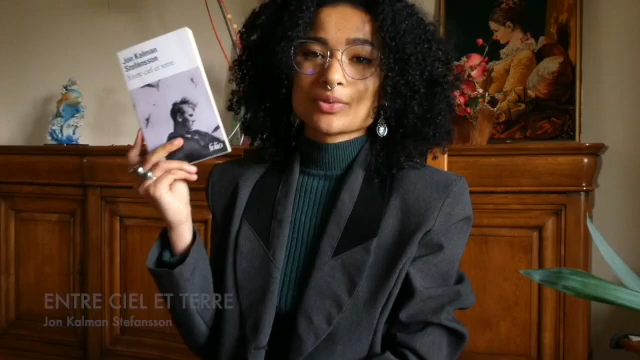 Jon Kalman
Stefansson
Entre ciel et terre
ENTRE CIEL ET TERRE
Jon Kalman Stefansson